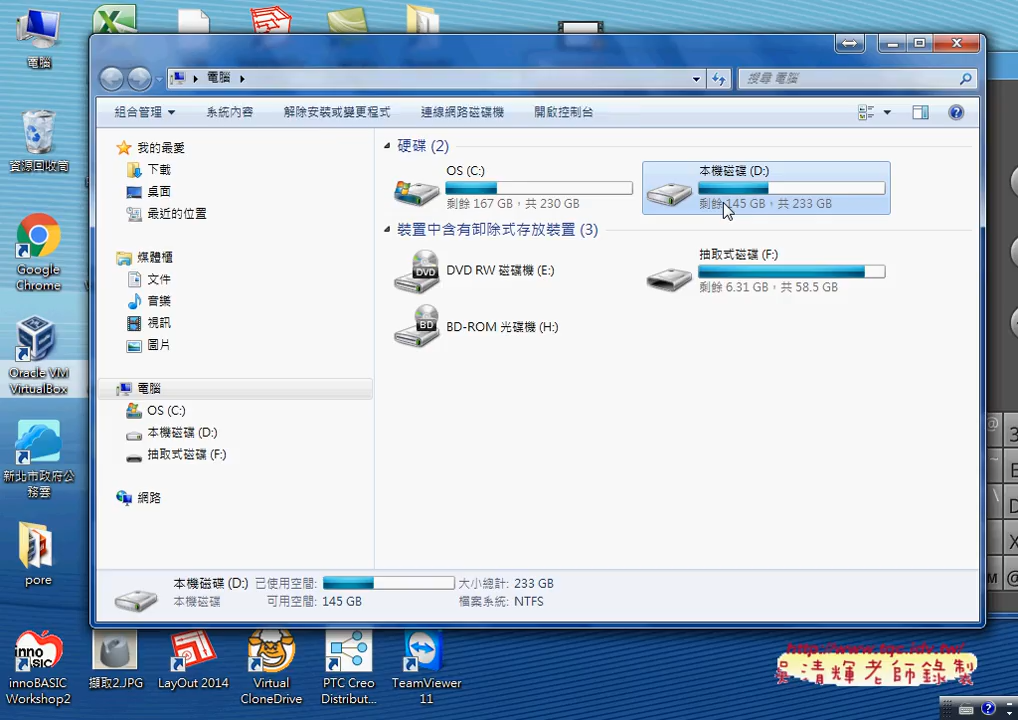 電腦
搜尋 電腦
組合管理
系統內容
解除安裝或變更程式
連線網路磁碟機
開啟控制台
我的最愛
下載
桌面
最近的位置
媒體櫃
文件
音樂
視訊
圖片
電腦
OS (C:)
本機磁碟 (D:)
抽取式磁碟 (F:)
網路
硬碟 (2)
OS (C:)
剩餘 167 GB，共 230 GB
本機磁碟 (D:)
剩餘 145 GB，共 233 GB
裝置中含有卸除式存放裝置 (3)
DVD
DVD RW 磁碟機 (E:)
抽取式磁碟 (F:)
剩餘 6.31 GB，共 58.5 GB
BD
BD-ROM 光碟機 (H:)
本機磁碟 (D:) 已使用空間: 大小總計: 233 GB
本機磁碟 可用空間: 145 GB 檔案系統: NTFS
電腦
資源回收筒
Google
Chrome
Oracle VM
VirtualBox
新北市政府公
務雲
pore
inno
BASIC
innoBASIC
Workshop2
擷取2.JPG
LayOut 2014
Virtual
CloneDrive
PTC Creo
Distribut...
TeamViewer
11
吳清輝老師錄製